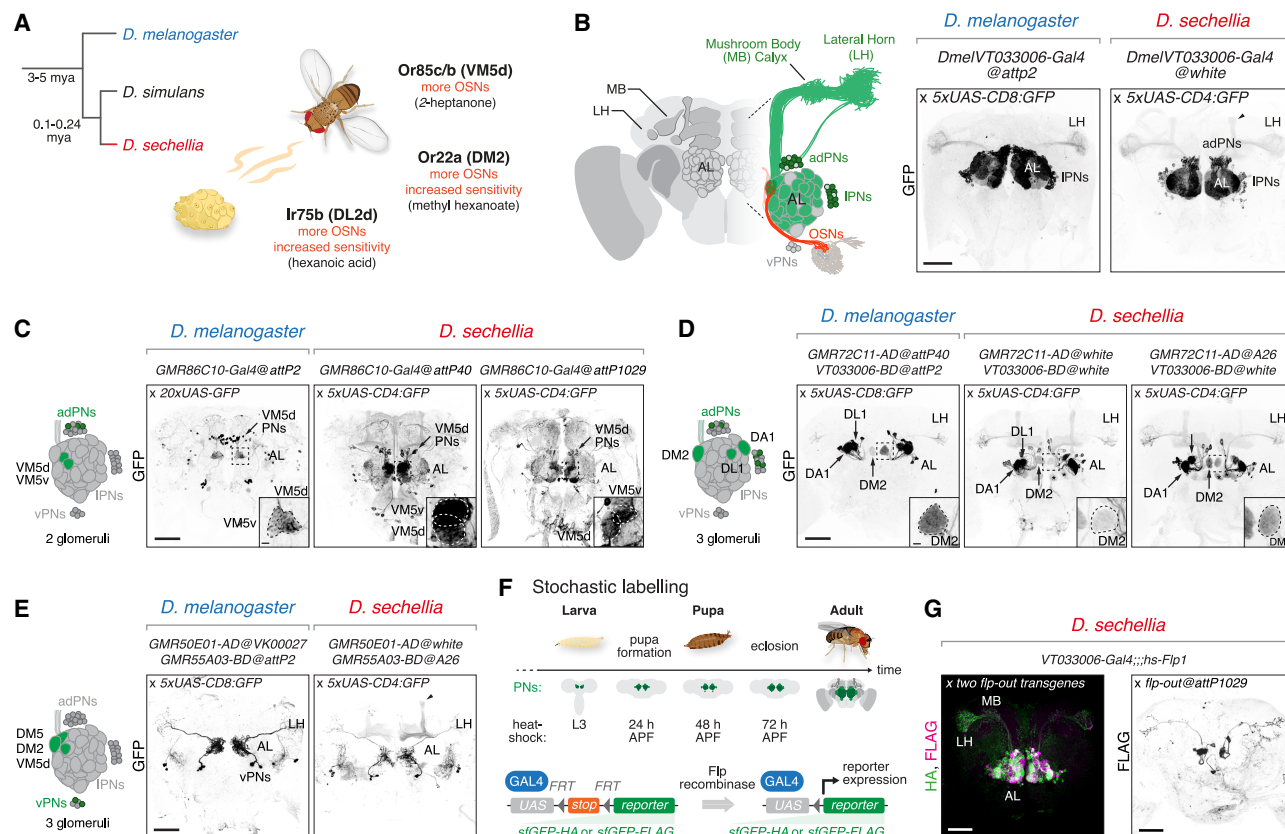 A
D. melanogaster
3-5 mya
D. simulans
0.1-0.24
mya
D. sechellia
Or85c/b (VM5d)
more OSNs
(2-heptanone)
Or22a (DM2)
more OSNs
increased sensitivity
(methyl hexanoate)
Ir75b (DL2d)
more OSNs
increased sensitivity
(hexanoic acid)
B
Mushroom Body
(MB) Calyx
Lateral Horn
(LH)
MB
LH
AL
adPNs
AL
lPNs
OSNs
vPNs
D. melanogaster
D. sechellia
DmelVT033006-Gal4
@attp2
DmelVT033006-Gal4
@white
GFP
x 5xUAS-CD8:GFP
LH
AL
lPNs
x 5xUAS-CD4:GFP
LH
adPNs
AL
lPNs
C
D. melanogaster
D. sechellia
GMR86C10-Gal4@attP2
GMR86C10-Gal4@attP40
GMR86C10-Gal4@attP1029
adPNs
VM5d
VM5v
lPNs
vPNs
2 glomeruli
GFP
x 20xUAS-GFP
VM5d
PNs
AL
VM5d
VM5v
x 5xUAS-CD4:GFP
VM5d
PNs
AL
VM5v
VM5d
x 5xUAS-CD4:GFP
VM5d
PNs
AL
VM5v
VM5d
D
D. melanogaster
D. sechellia
GMR72C11-AD@attP40
VT033006-BD@attP2
GMR72C11-AD@white
VT033006-BD@white
GMR72C11-AD@A26
VT033006-BD@white
adPNs
DA1
DM2
DL1
lPNs
vPNs
3 glomeruli
GFP
x 5xUAS-CD8:GFP
LH
DL1
AL
DA1
DM2
DM2
x 5xUAS-CD4:GFP
LH
DL1
AL
DA1
DM2
DM2
x 5xUAS-CD4:GFP
LH
DL1
AL
DA1
DM2
DM
E
D. melanogaster
D. sechellia
GMR50E01-AD@VK00027
GMR55A03-BD@attP2
GMR50E01-AD@white
GMR55A03-BD@A26
adPNs
DM5
DM2
VM5d
lPNs
vPNs
3 glomeruli
GFP
x 5xUAS-CD8:GFP
LH
AL
vPNs
x 5xUAS-CD4:GFP
LH
AL
F
Stochastic labelling
Larva
Pupa
Adult
pupa
formation
eclosion
time
PNs:
heat-
shock:
L3
24 h
APF
48 h
APF
72 h
APF
GAL4
FRT
FRT
UAS
stop
reporter
sfGFP-HA or sfGFP-FLAG
Flp
recombinase
GAL4
reporter
expression
UAS
reporter
sfGFP-HA or sfGFP-FLAG
G
D. sechellia
VT033006-Gal4;;;hs-Flp1
HA, FLAG
x two flp-out transgenes
MB
LH
AL
FLAG
x flp-out@attP1029